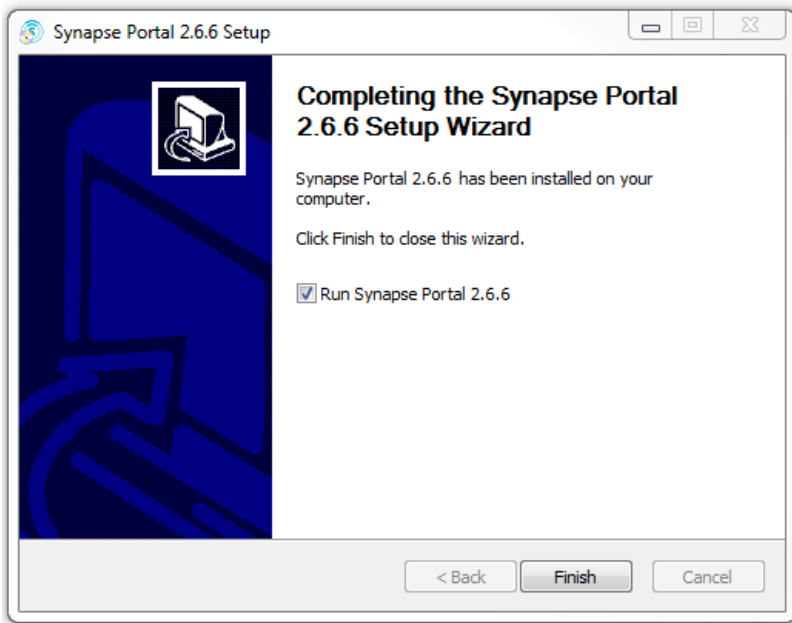 Synapse Portal 2.6.6 Setup
Completing the Synapse Portal
2.6.6 Setup Wizard
Synapse Portal 2.6.6 has been installed on your
computer.
Click Finish to close this wizard.
Run Synapse Portal 2.6.6
< Back
Finish
Cancel